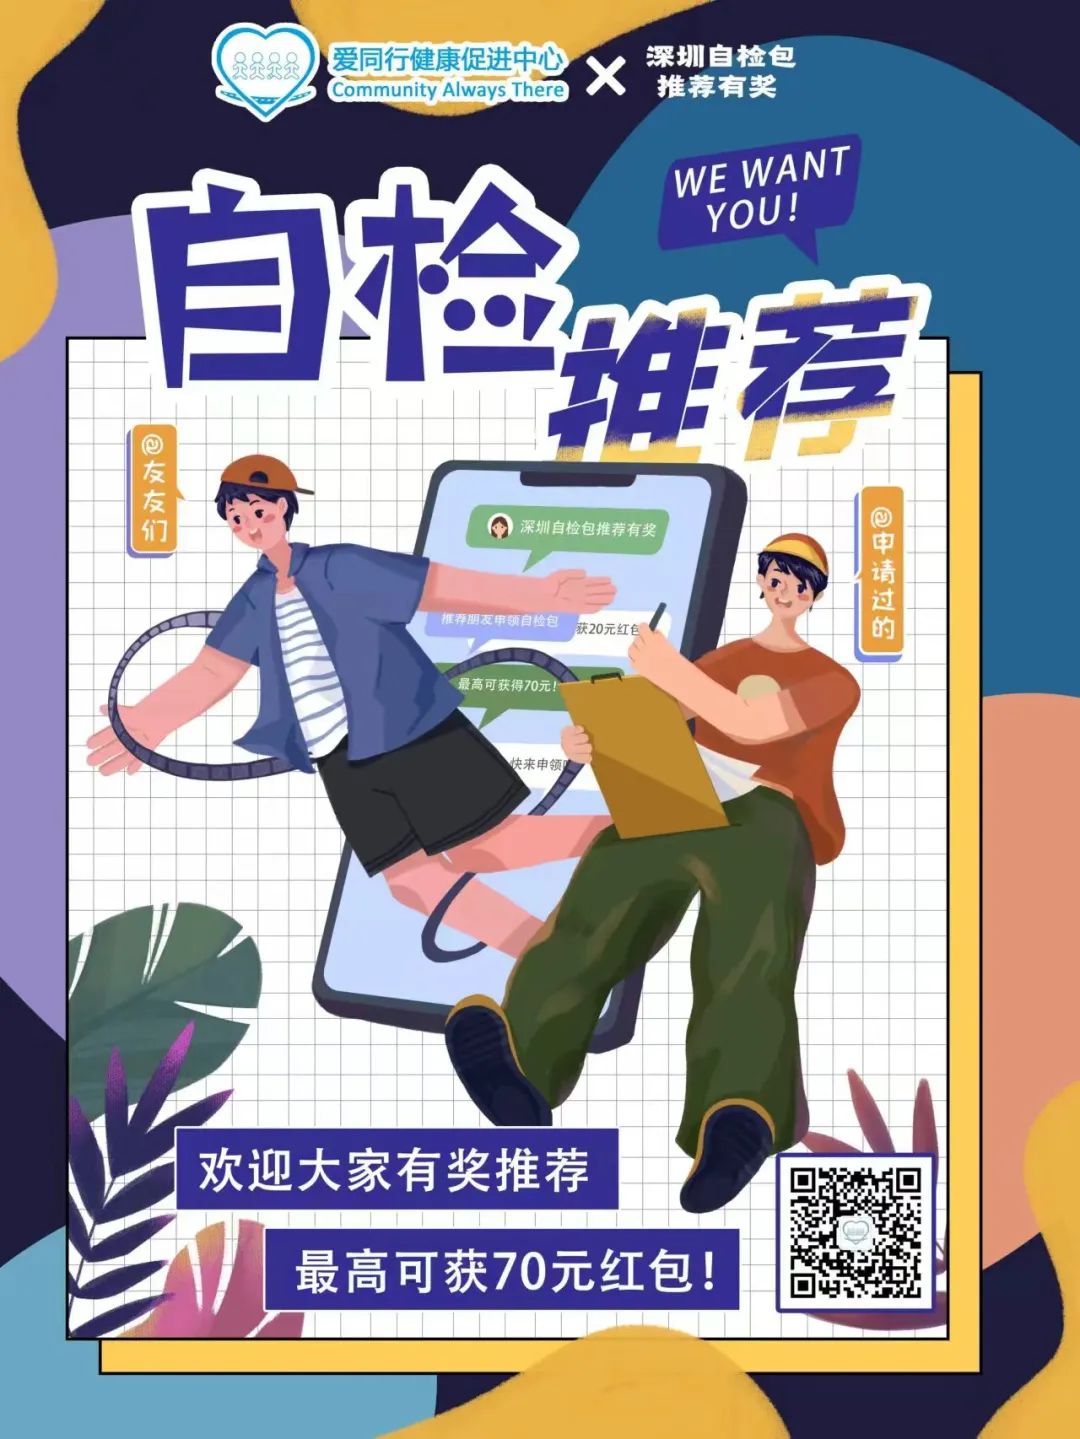 爱同行健康促进中心
Community Always There
深圳自检包
推荐有奖
WE WANT
YOU!
自检
推荐
@友友们
@申请过的
深圳自检包推荐有奖
推荐朋友申领自检包
获20元红包
最高可获得70元!
快来申领
欢迎大家有奖推荐
最高可获70元红包!